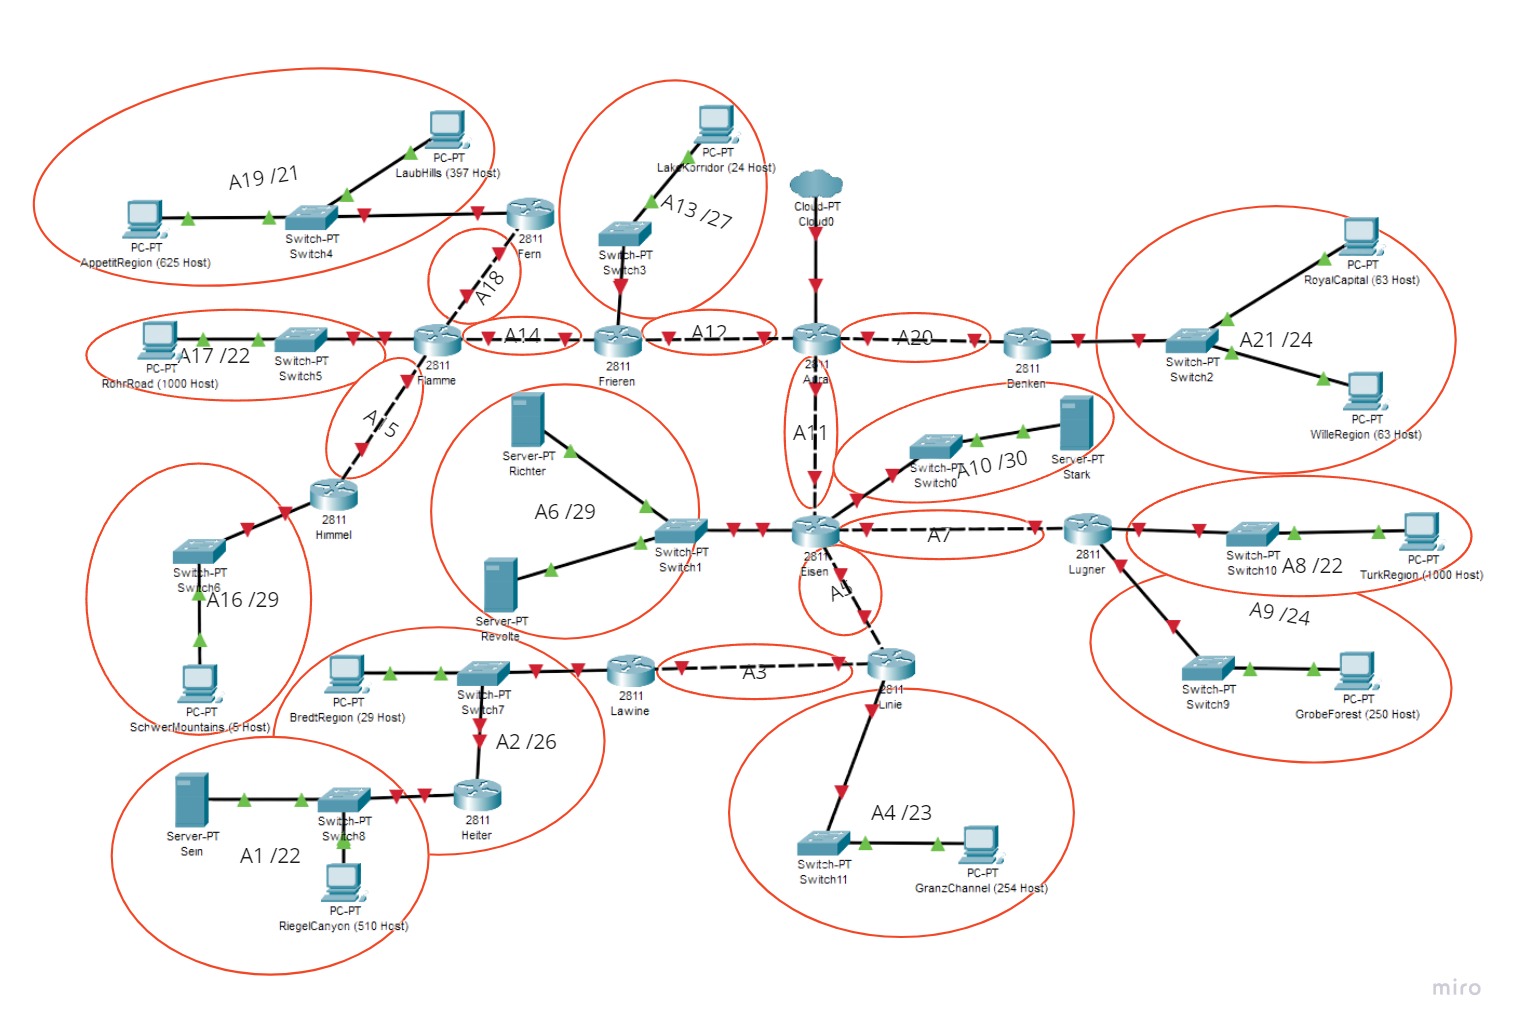 PC-PT
LaubHills (397 Host)
A19 /21
PC-PT
AppetitRegion (625 Host)
Switch-PT
Switch4
2811
Fern
A18
PC-PT
LakeKorridor (24 Host)
A13 /27
Switch-PT
Switch3
Cloud-PT
Cloud0
PC-PT
RoyalCapital (63 Host)
A21 /24
Switch-PT
Switch2
PC-PT
WilleRegion (63 Host)
A17 /22
PC-PT
RohrRoad (1000 Host)
Switch-PT
Switch5
2811
Flamme
A14
2811
Frieren
A12
2811
Aura
A20
2811
Denken
A15
A11
Server-PT
Richter
A6 /29
Switch-PT
Switch1
Server-PT
Revolte
Switch-PT
Switch0
A10 /30
Server-PT
Stark
2811
Eisen
A7
2811
Lugner
Switch-PT
Switch10
A8 /22
PC-PT
TurkRegion (1000 Host)
A9 /24
Switch-PT
Switch9
PC-PT
GrobeForest (250 Host)
2811
Himmel
Switch-PT
Switch6
A16 /29
PC-PT
SchwerMountains (5 Host)
A5
PC-PT
BredtRegion (29 Host)
Switch-PT
Switch7
2811
Lawine
A3
2811
Linie
A2 /26
2811
Heiter
Server-PT
Sein
Switch-PT
Switch8
A1 /22
PC-PT
RiegelCanyon (510 Host)
A4 /23
Switch-PT
Switch11
PC-PT
GranzChannel (254 Host)
miro